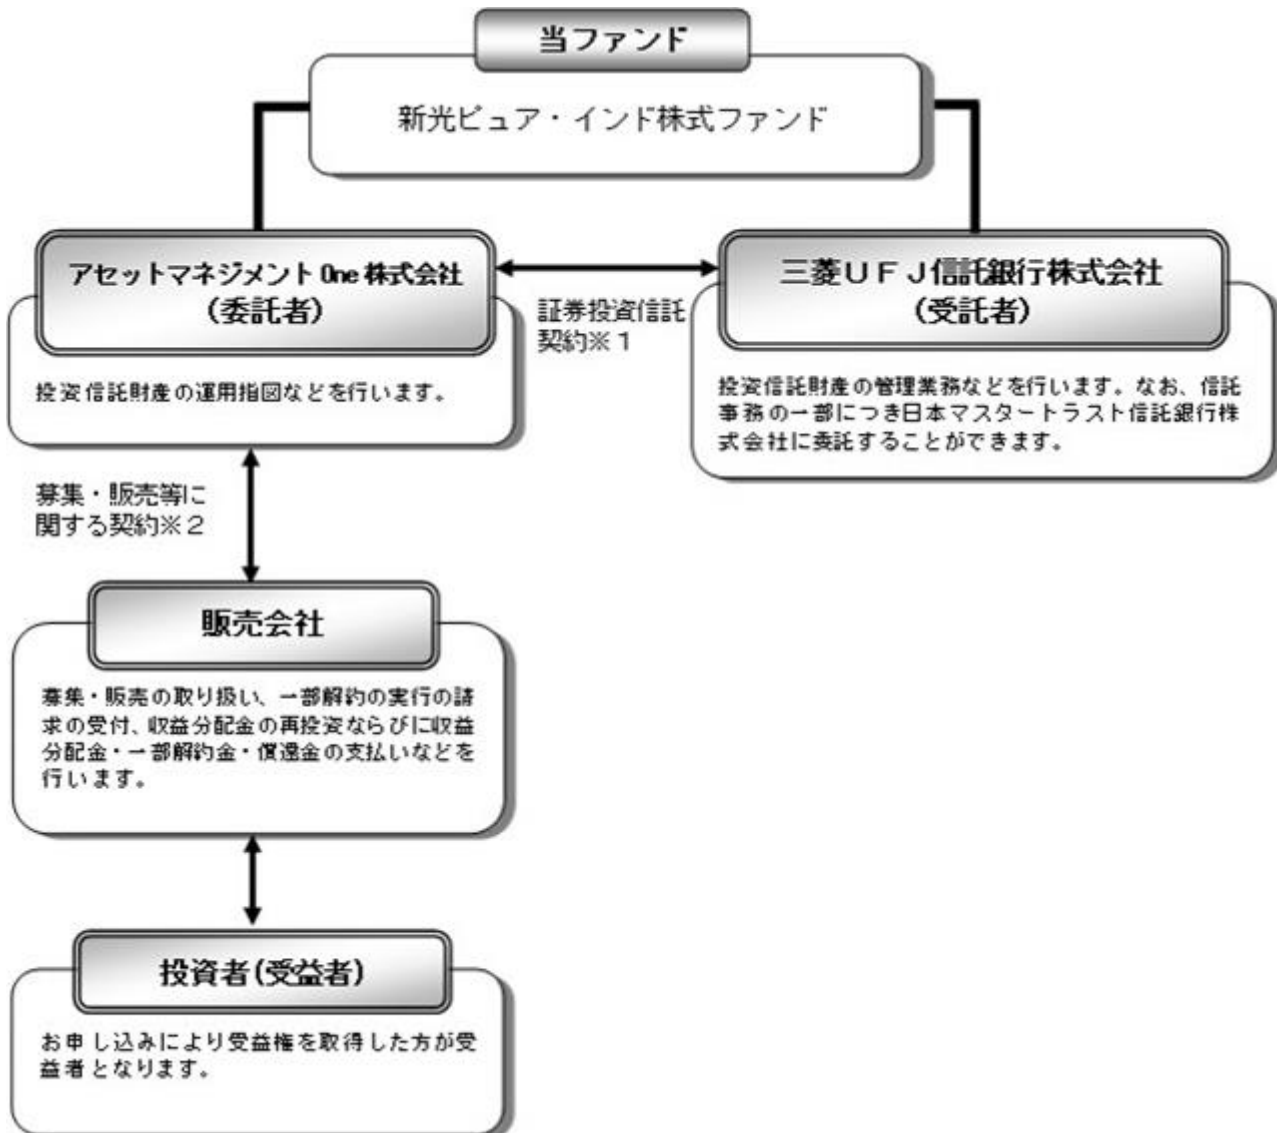 当ファンド
新光ピュア・インド株式ファンド
アセットマネジメントOne株式会社
(委託者)
投資信託財産の運用指図などを行います。
証券投資信託
契約※1
三菱UFJ信託銀行株式会社
(受託者)
投資信託財産の管理業務などを行います。なお、信託
事務の一部につき日本マスタートラスト信託銀行株
式会社に委託することができます。
募集・販売等に
関する契約※2
販売会社
募集・販売の取り扱い、一部解約の実行の請
求の受付、収益分配金の再投資ならびに収益
分配金・一部解約金・償還金の支払いなどを
行います。
投資者(受益者)
お申し込みにより受益権を取得した方が受
益者となります。